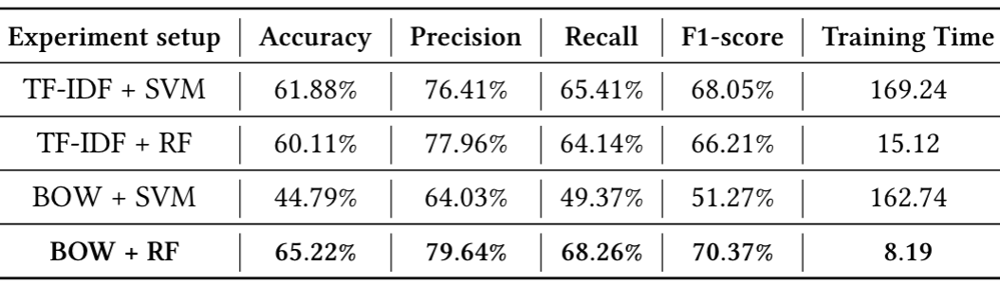 Experiment setup Accuracy Precision Recall F1-score Training Time
TF-IDF + SVM 61.88% 76.41% 65.41% 68.05% 169.24
TF-IDF + RF 60.11% 77.96% 64.14% 66.21% 15.12
BOW + SVM 44.79% 64.03% 49.37% 51.27% 162.74
BOW + RF 65.22% 79.64% 68.26% 70.37% 8.19